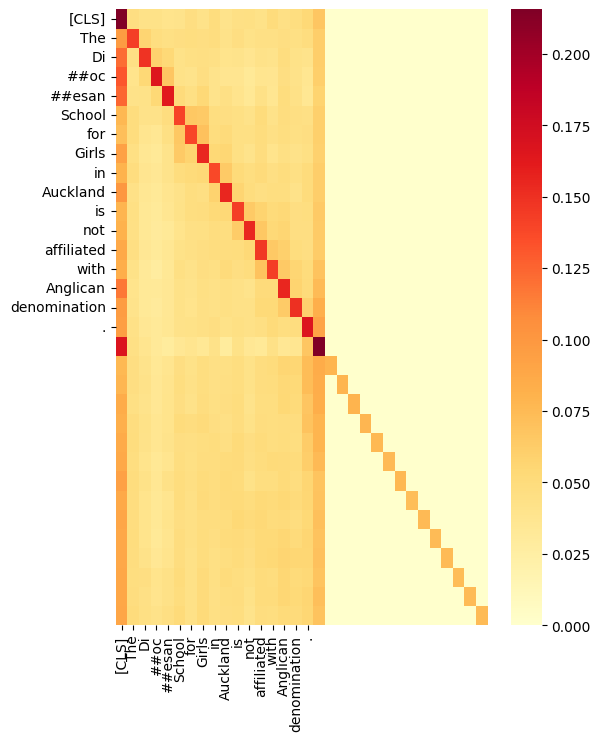 [CLS]
The
Di
##oc
##esan
School
for
Girls
in
Auckland
is
not
affiliated
with
Anglican
denomination
.
0.200
0.175
0.150
0.125
0.100
0.075
0.050
0.025
0.000
[CLS]
The
Di
##oc
##esan
School
for
Girls
in
Auckland
is
not
affiliated
with
Anglican
denomination
.